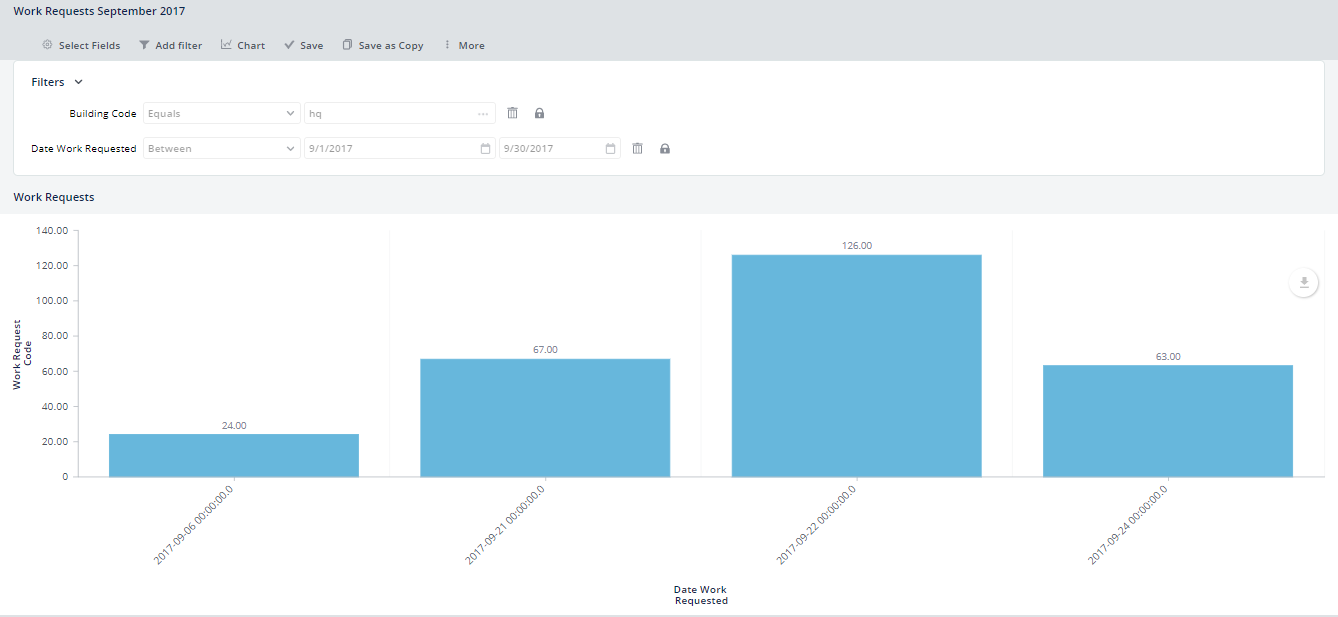 Work Requests September 2017
Select Fields Add filter Chart Save Save as Copy More
Filters
Building Code Equals hq ...
Date Work Requested Between 9/1/2017 9/30/2017
Work Requests
140.00
120.00
100.00
80.00
60.00
40.00
20.00
0
Work Request
Code
24.00
67.00
126.00
63.00
2017-09-06 00:00:00.0
2017-09-21 00:00:00.0
2017-09-22 00:00:00.0
2017-09-24 00:00:00.0
Date Work
Requested